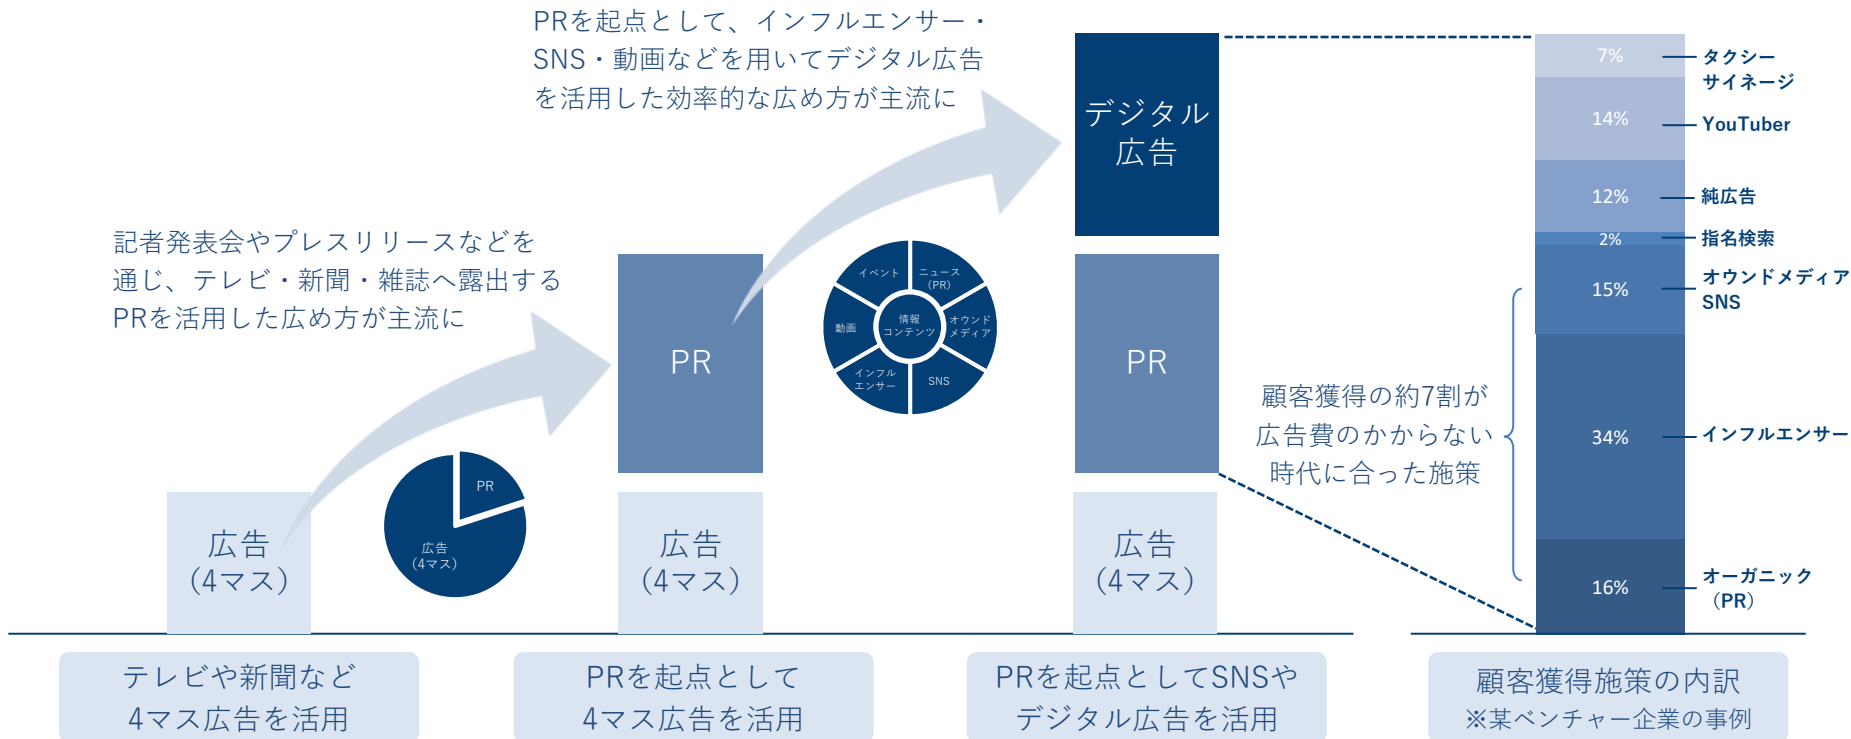 PRを起点として、インフルエンサー・
SNS・動画などを用いてデジタル広告
を活用した効率的な広め方が主流に
記者発表会やプレスリリースなどを
通じ、テレビ・新聞・雑誌へ露出する
PRを活用した広め方が主流に
広告
(4マス)
PR
広告
(4マス)
PR
広告
(4マス)
イベント
ニュース
(PR)
動画
情報
コンテンツ
オウンド
メディア
インフル
エンサー
SNS
デジタル
広告
PR
広告
(4マス)
顧客獲得の約7割が
広告費のかからない
時代に合った施策
7%
タクシー
サイネージ
14%
YouTuber
12%
純広告
2%
指名検索
15%
オウンドメディア
SNS
34%
インフルエンサー
16%
オーガニック
（PR）
テレビや新聞など
4マス広告を活用
PRを起点として
4マス広告を活用
PRを起点としてSNSや
デジタル広告を活用
顧客獲得施策の内訳
※某ベンチャー企業の事例